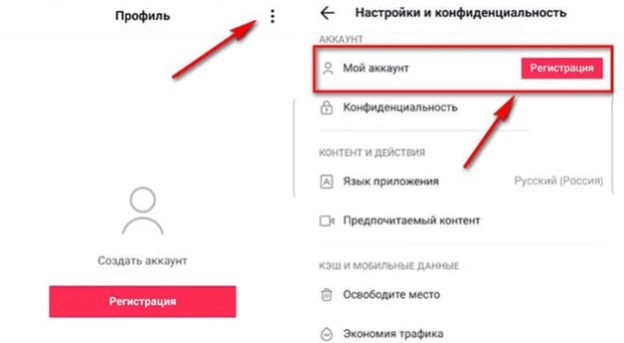 Профиль
Создать аккаунт
Регистрация
Настройки и конфиденциальность
АККАУНТ
Мой аккаунт
Регистрация
Конфиденциальность
КОНТЕНТ И ДЕЙСТВИЯ
Язык приложения
Русский (Россия)
Предпочитаемый контент
КЭШ И МОБИЛЬНЫЕ ДАННЫЕ
Освободите место
Экономия трафика